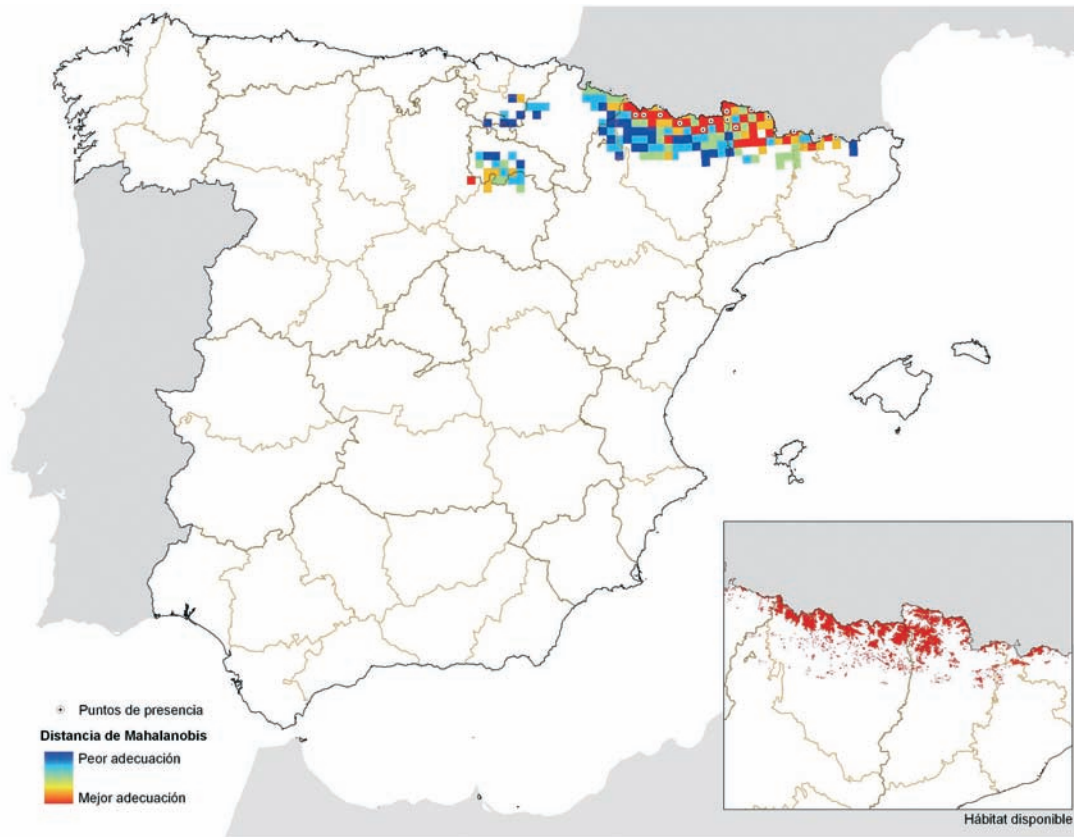 Puntos de presencia
Distancia de Mahalanobis
Peor adecuación
Mejor adecuación
Hábitat disponible